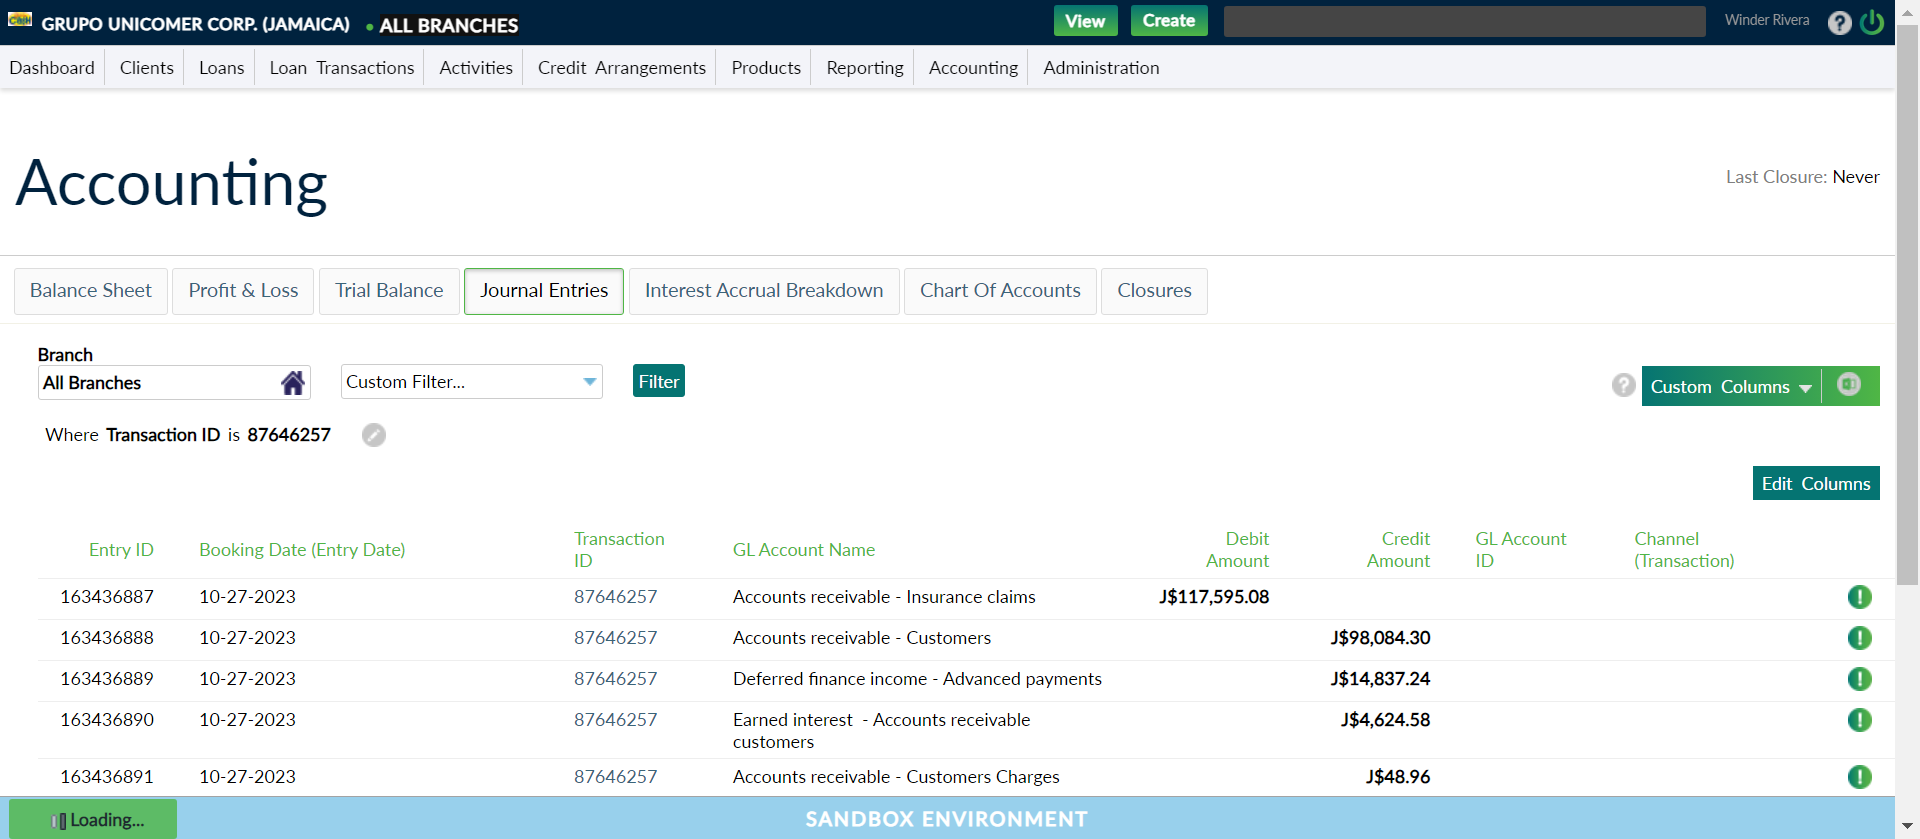 GRUPO UNICOMER CORP. (JAMAICA) • ALL BRANCHES View Create Winder Rivera ?
Dashboard Clients Loans Loan Transactions Activities Credit Arrangements Products Reporting Accounting Administration
Accounting
Last Closure: Never
Balance Sheet Profit & Loss Trial Balance Journal Entries Interest Accrual Breakdown Chart Of Accounts Closures
Branch
All Branches Custom Filter... Filter ? Custom Columns
Where Transaction ID is 87646257
Edit Columns
Entry ID Booking Date (Entry Date) Transaction ID GL Account Name Debit Amount Credit Amount GL Account ID Channel (Transaction)
163436887 10-27-2023 87646257 Accounts receivable - Insurance claims J$117,595.08
163436888 10-27-2023 87646257 Accounts receivable - Customers J$98,084.30
163436889 10-27-2023 87646257 Deferred finance income - Advanced payments J$14,837.24
163436890 10-27-2023 87646257 Earned interest - Accounts receivable J$4,624.58
customers
163436891 10-27-2023 87646257 Accounts receivable - Customers Charges J$48.96
Loading... SANDBOX ENVIRONMENT